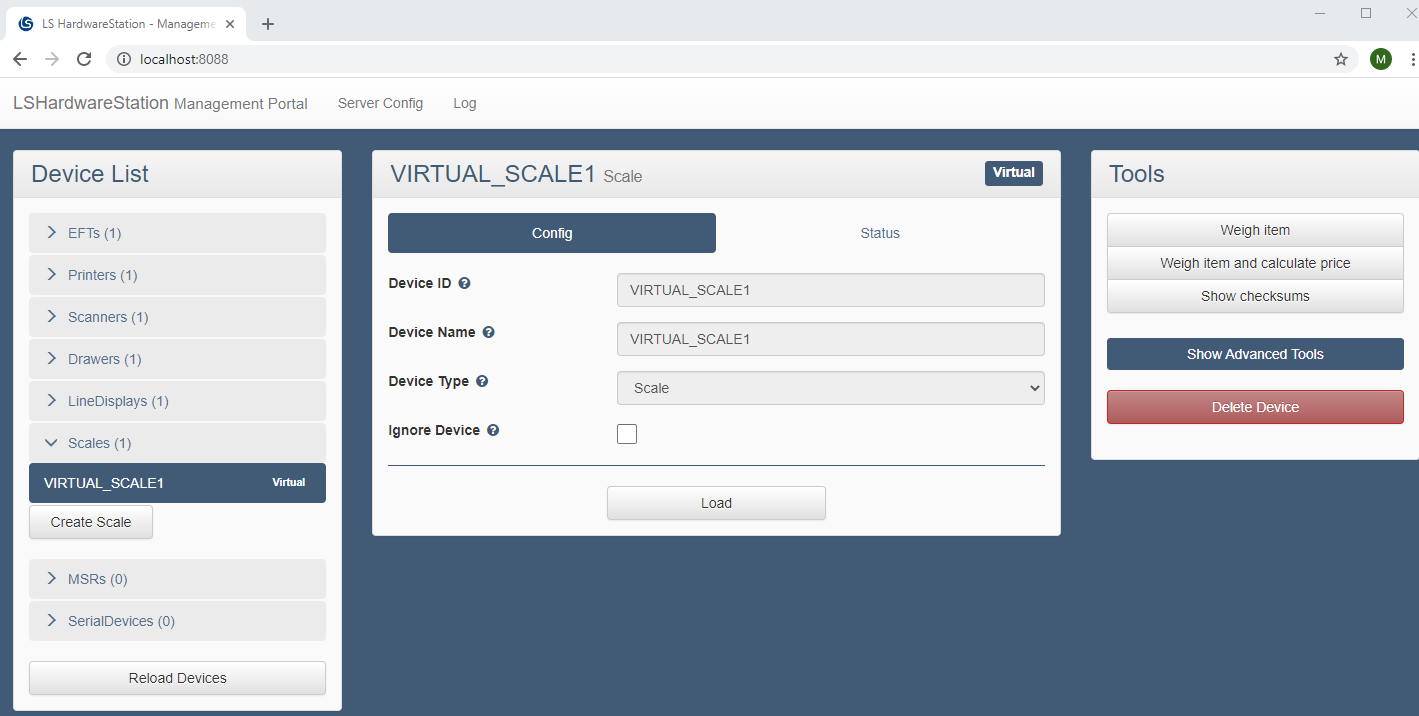 LS HardwareStation - Manageme
localhost:8088
M
LSHardwareStation Management Portal
Server Config
Log
Device List
EFTs (1)
Printers (1)
Scanners (1)
Drawers (1)
LineDisplays (1)
Scales (1)
VIRTUAL_SCALE1 Virtual
Create Scale
MSRs (0)
SerialDevices (0)
Reload Devices
VIRTUAL_SCALE1 Scale
Virtual
Config
Status
Device ID ?
VIRTUAL_SCALE1
Device Name ?
VIRTUAL_SCALE1
Device Type ?
Scale
Ignore Device ?
Load
Tools
Weigh item
Weigh item and calculate price
Show checksums
Show Advanced Tools
Delete Device